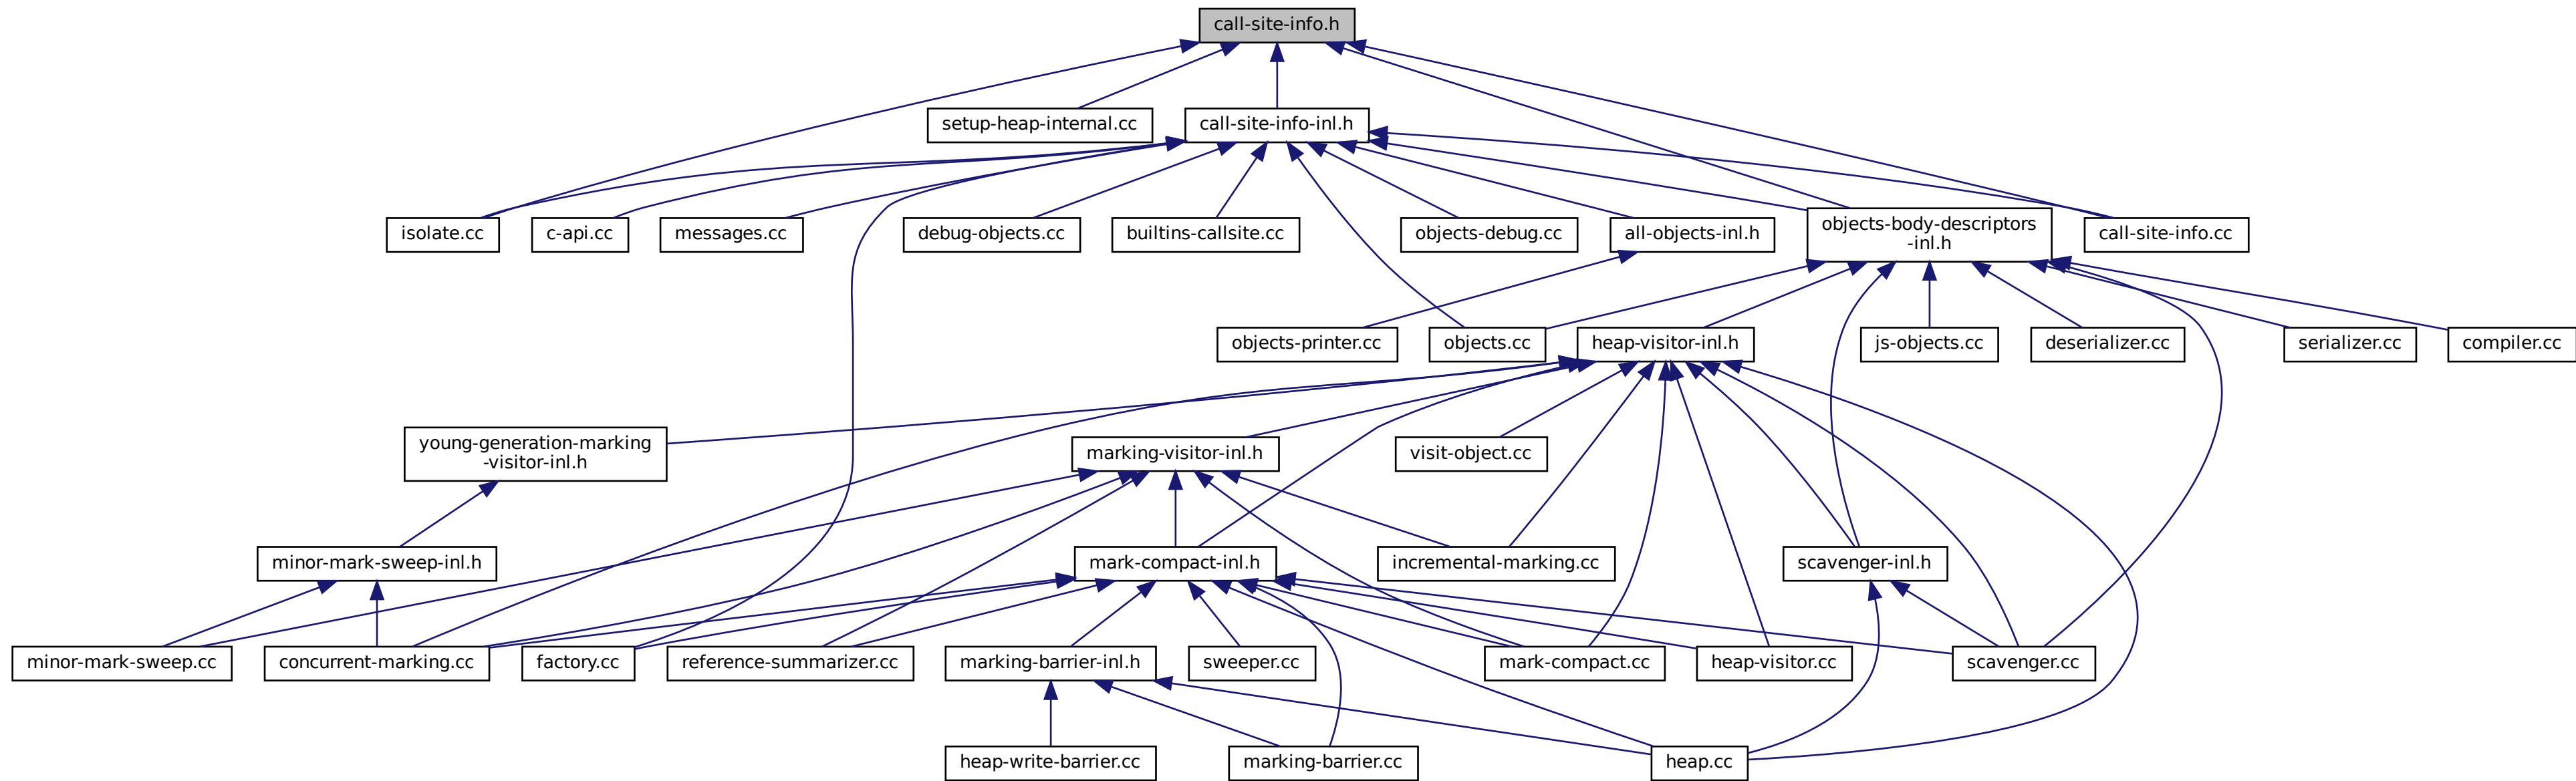 call-site-info.h
setup-heap-internal.cc
call-site-info-inl.h
isolate.cc
c-api.cc
messages.cc
debug-objects.cc
builtins-callsite.cc
objects-debug.cc
all-objects-inl.h
objects-body-descriptors
-inl.h
call-site-info.cc
objects-printer.cc
objects.cc
heap-visitor-inl.h
js-objects.cc
deserializer.cc
serializer.cc
compiler.cc
young-generation-marking
-visitor-inl.h
marking-visitor-inl.h
visit-object.cc
minor-mark-sweep-inl.h
mark-compact-inl.h
incremental-marking.cc
scavenger-inl.h
minor-mark-sweep.cc
concurrent-marking.cc
factory.cc
reference-summarizer.cc
marking-barrier-inl.h
sweeper.cc
mark-compact.cc
heap-visitor.cc
scavenger.cc
heap-write-barrier.cc
marking-barrier.cc
heap.cc